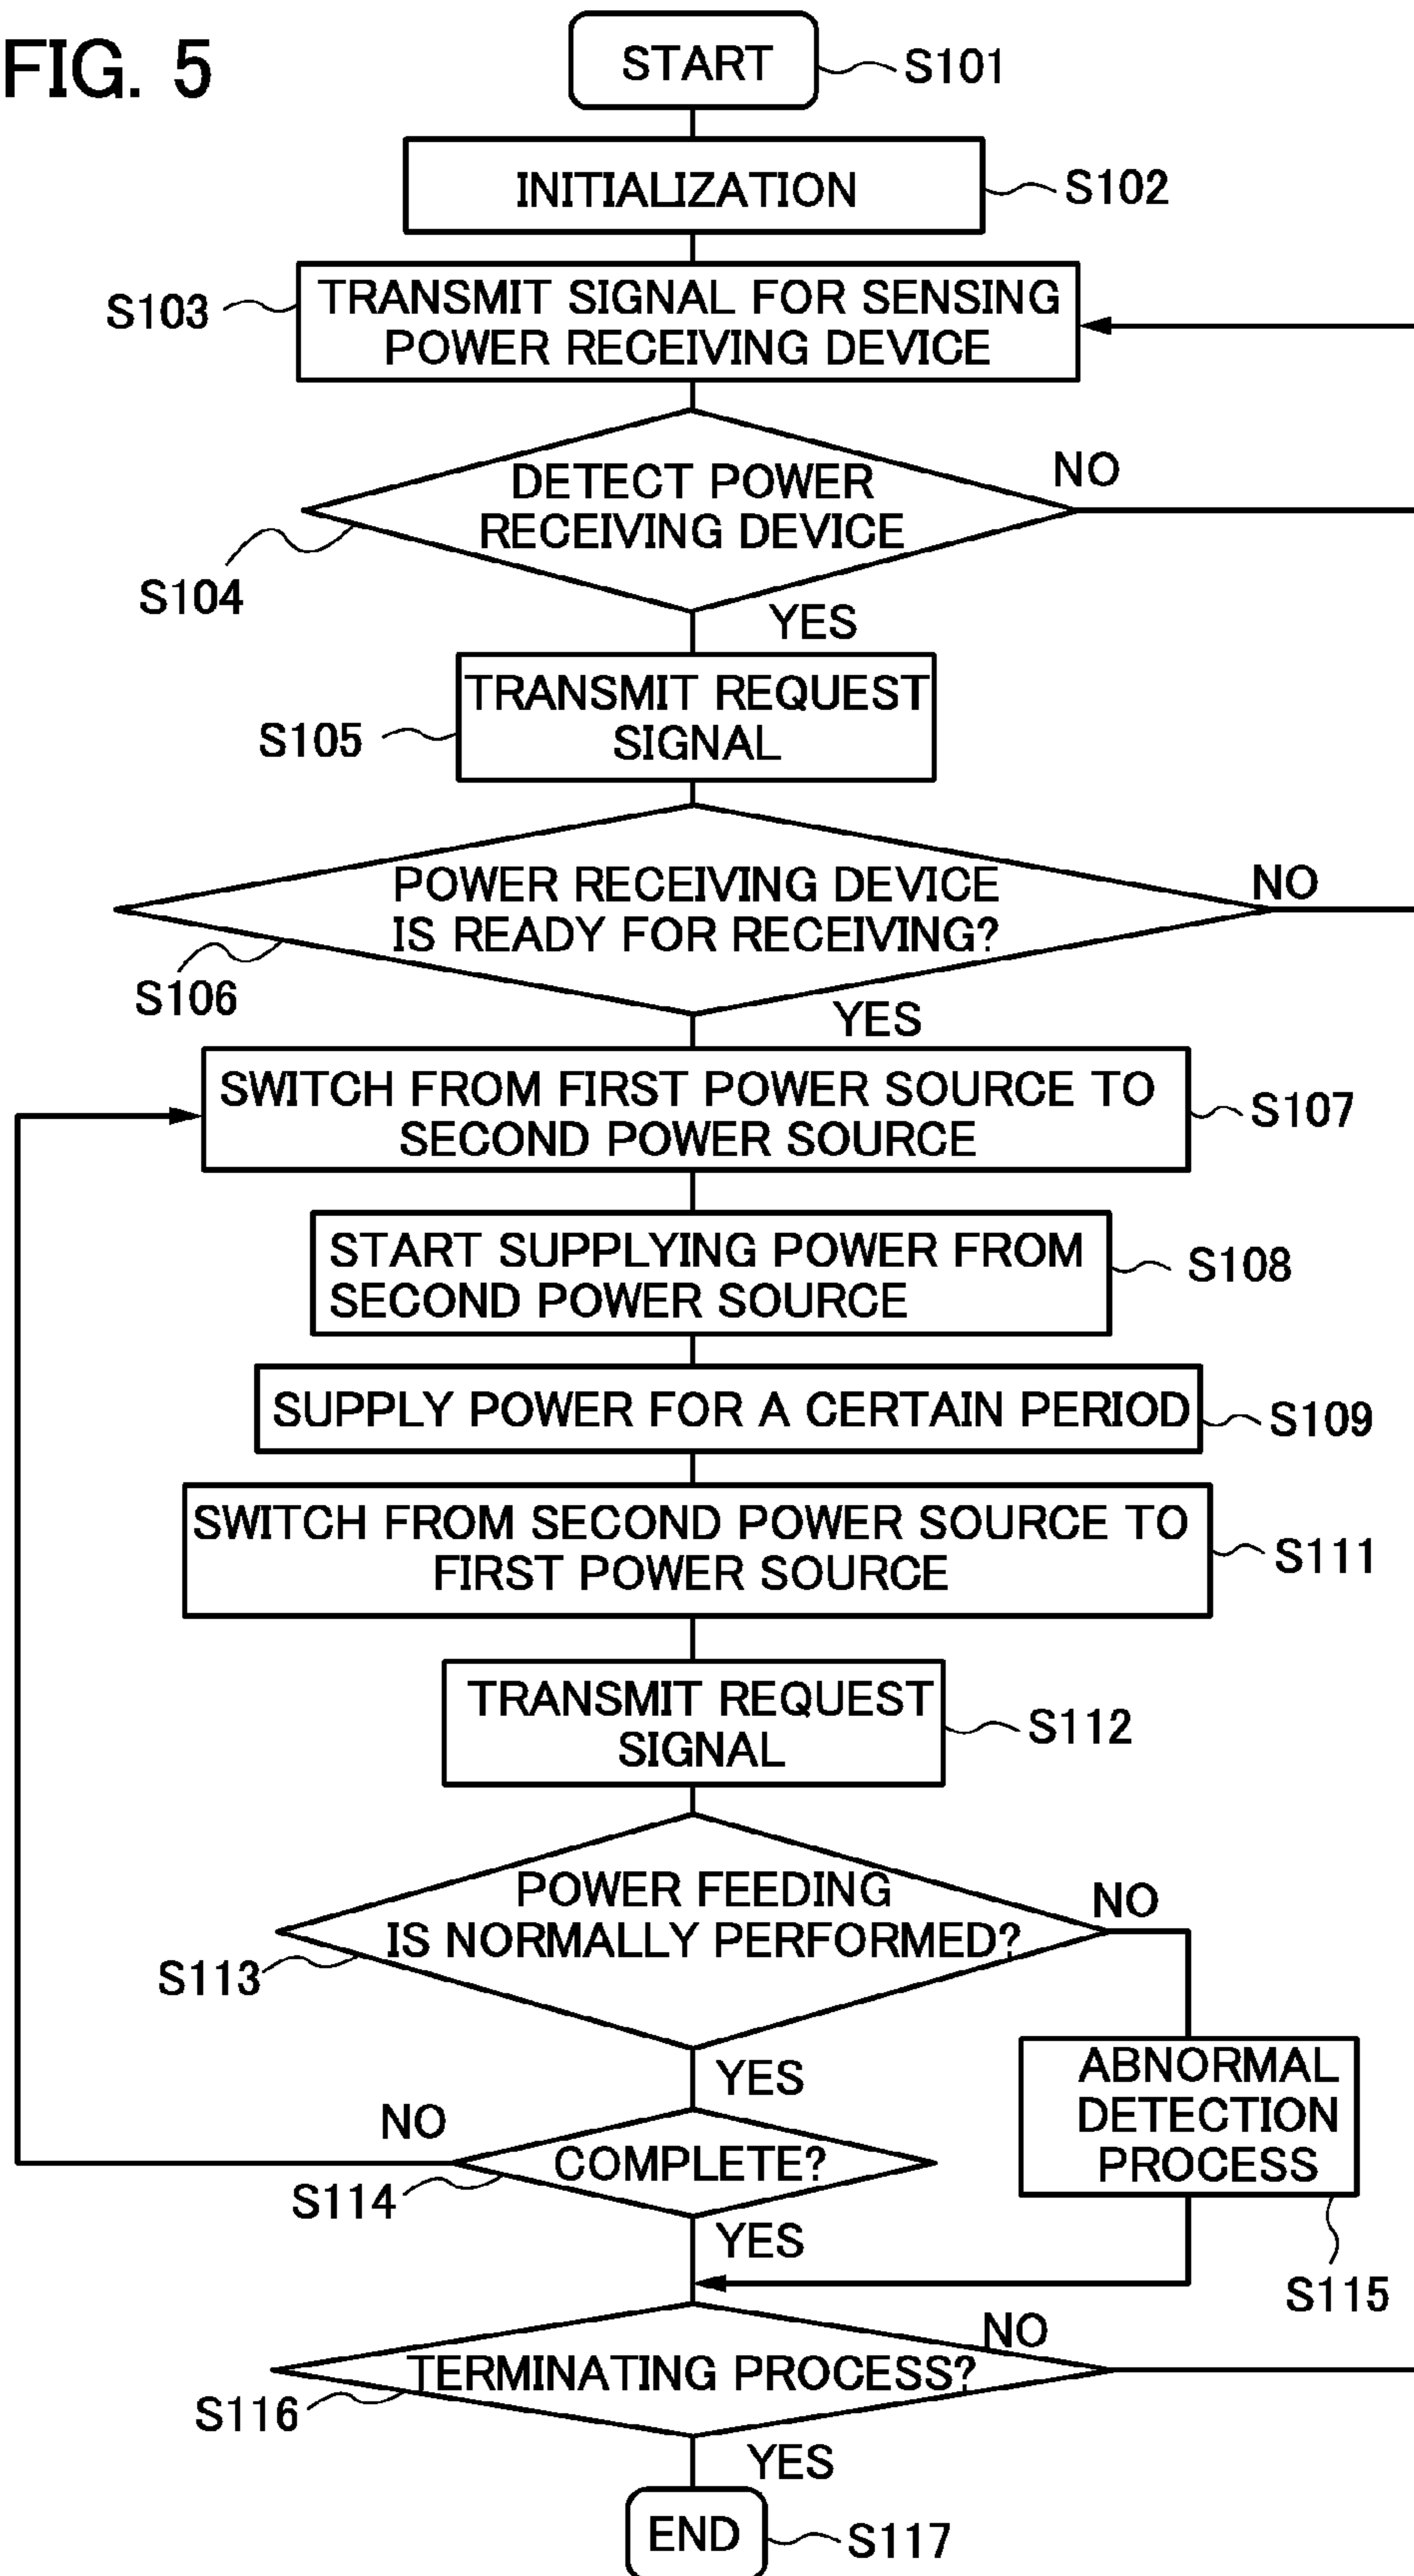 FIG. 5
START
S101
INITIALIZATION
S102
S103
TRANSMIT SIGNAL FOR SENSING
POWER RECEIVING DEVICE
DETECT POWER
RECEIVING DEVICE
NO
S104
YES
TRANSMIT REQUEST
SIGNAL
S105
POWER RECEIVING DEVICE
IS READY FOR RECEIVING?
NO
S106
YES
SWITCH FROM FIRST POWER SOURCE TO
SECOND POWER SOURCE
S107
START SUPPLYING POWER FROM
SECOND POWER SOURCE
S108
SUPPLY POWER FOR A CERTAIN PERIOD
S109
SWITCH FROM SECOND POWER SOURCE TO
FIRST POWER SOURCE
S111
TRANSMIT REQUEST
SIGNAL
S112
POWER FEEDING
IS NORMALLY PERFORMED?
NO
S113
YES
ABNORMAL
DETECTION
PROCESS
NO
COMPLETE?
S114
YES
S115
NO
TERMINATING PROCESS?
S116
YES
END
S117